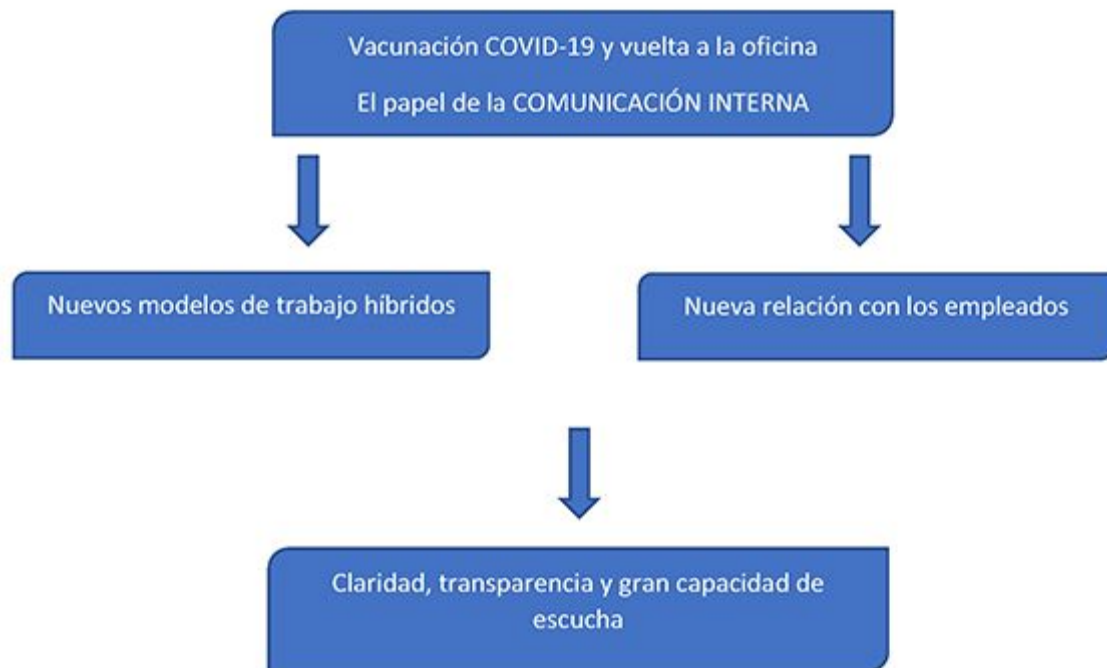 Vacunación COVID-19 y vuelta a la oficina
El papel de la COMUNICACIÓN INTERNA
Nuevos modelos de trabajo híbridos
Nueva relación con los empleados
Claridad, transparencia y gran capacidad de
escucha